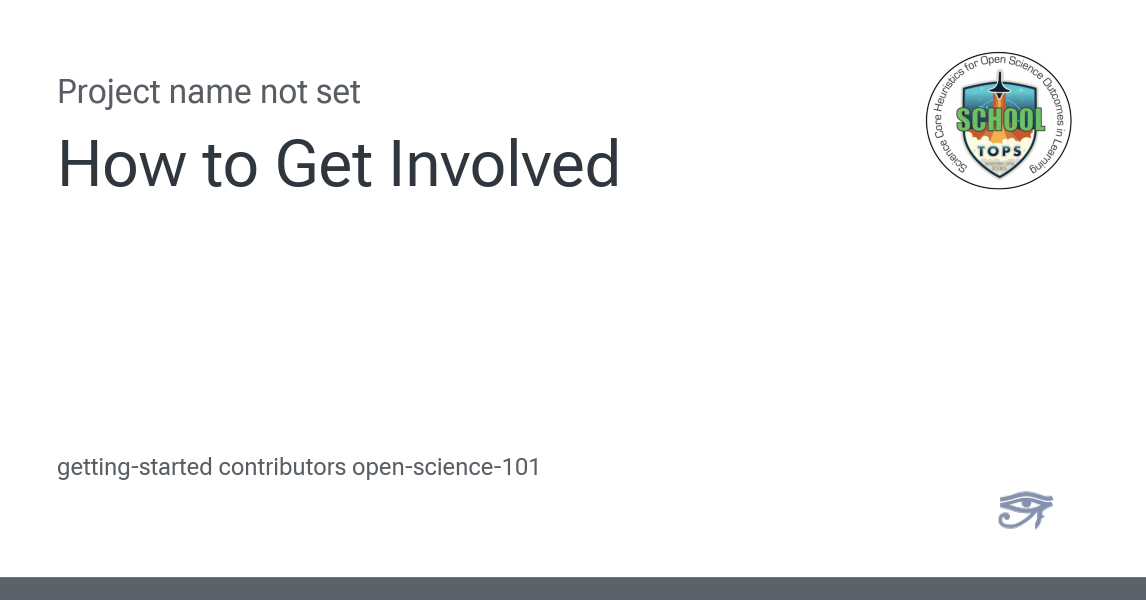 Project name not set
How to Get Involved
Science Core Heuristics for Open Science Outcomes in Learning
SCHOOL
TOPS
getting-started contributors open-science-101